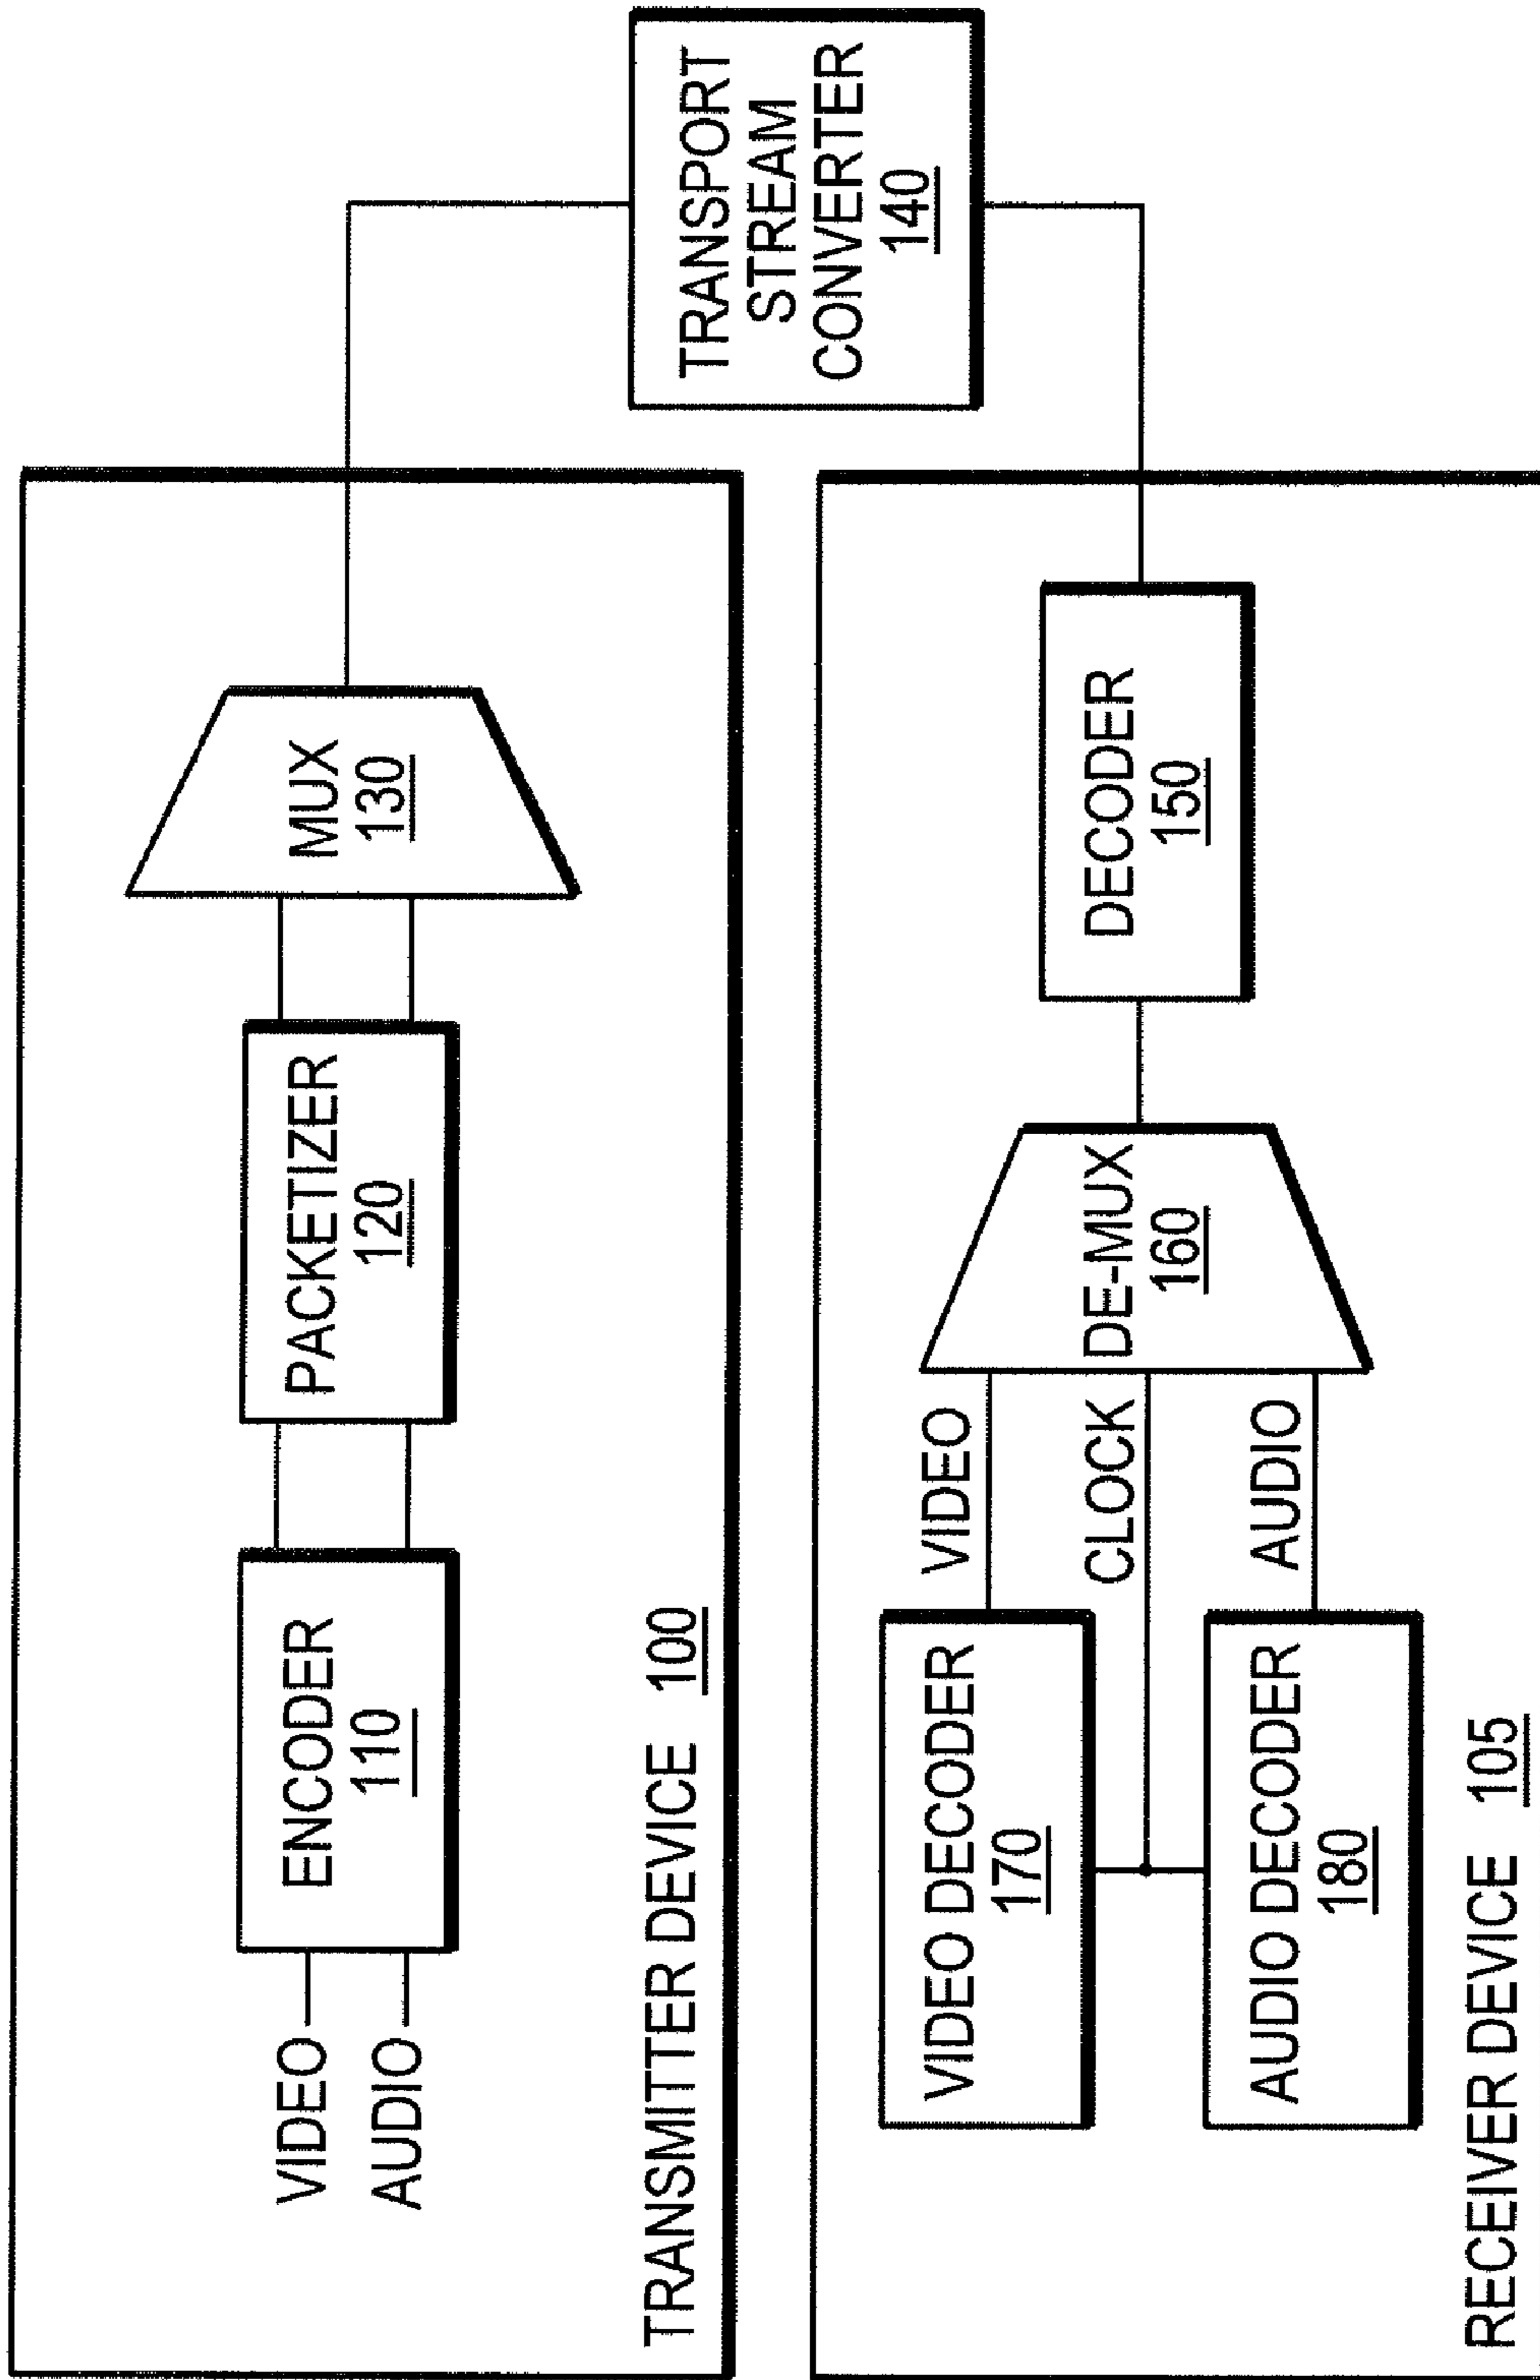 VIDEO
AUDIO
ENCODER
110
PACKETIZER
120
MUX
130
TRANSMITTER DEVICE 100
TRANSPORT
STREAM
CONVERTER
140
VIDEO DECODER
170
AUDIO DECODER
180
VIDEO
CLOCK
AUDIO
DE-MUX
160
DECODER
150
RECEIVER DEVICE 105